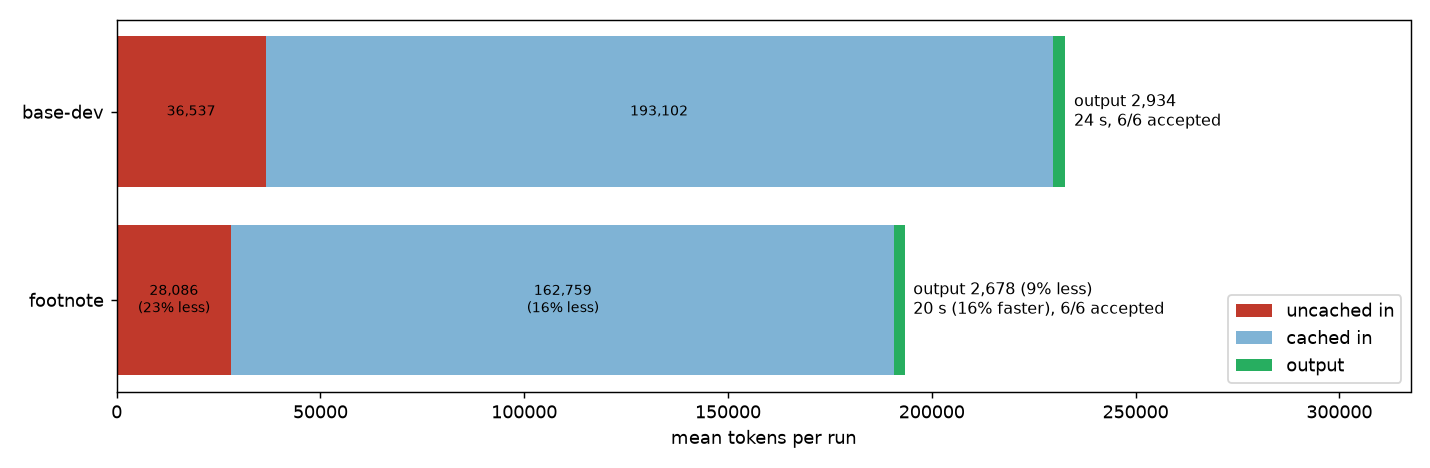 base-dev
36,537
193,102
output 2,934
24 s, 6/6 accepted
footnote
28,086
(23% less)
162,759
(16% less)
output 2,678 (9% less)
20 s (16% faster), 6/6 accepted
uncached in
cached in
output
0
50000
100000
150000
200000
250000
300000
mean tokens per run